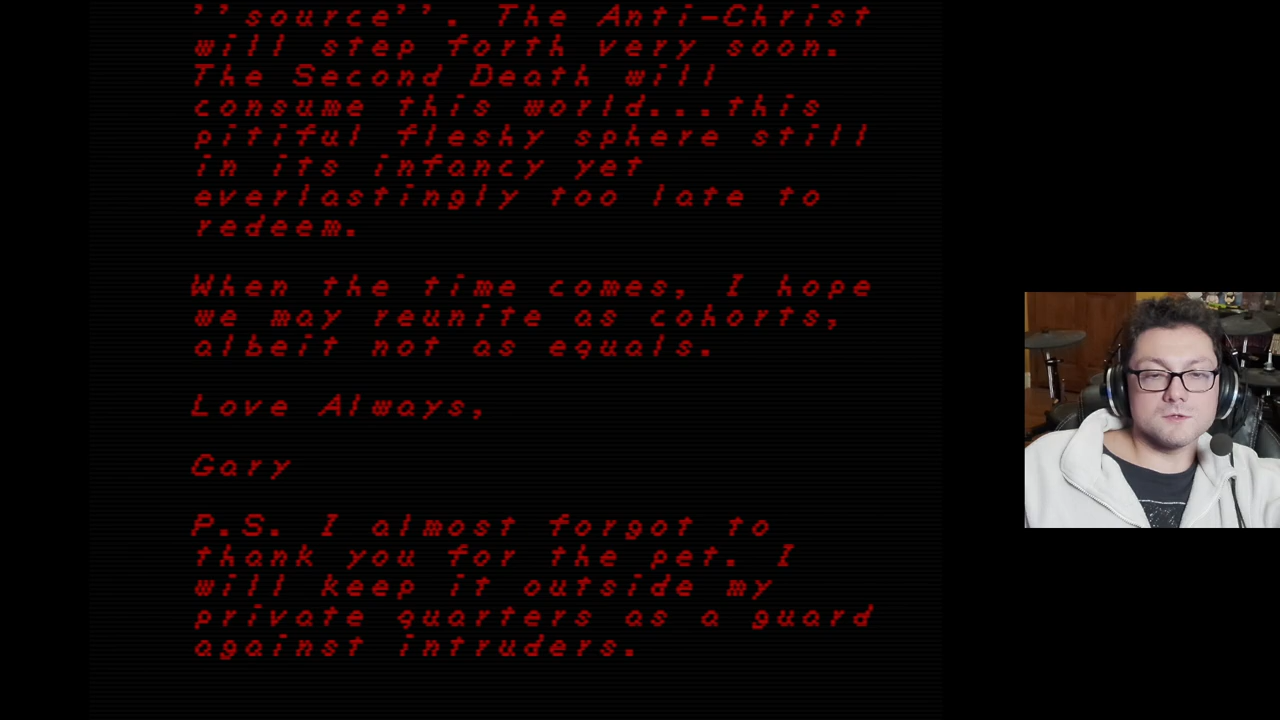 ''source''. The Anti-Christ
will step forth very soon.
The Second Death will
consume this world...this
pitiful fleshy sphere still
in its infancy yet
everlastingly too late to
redeem.
When the time comes, I hope
we may reunite as cohorts,
albeit not as equals.
Love Always,
Gary
P.S. I almost forgot to
thank you for the pet. I
will keep it outside my
private quarters as a guard
against intruders.